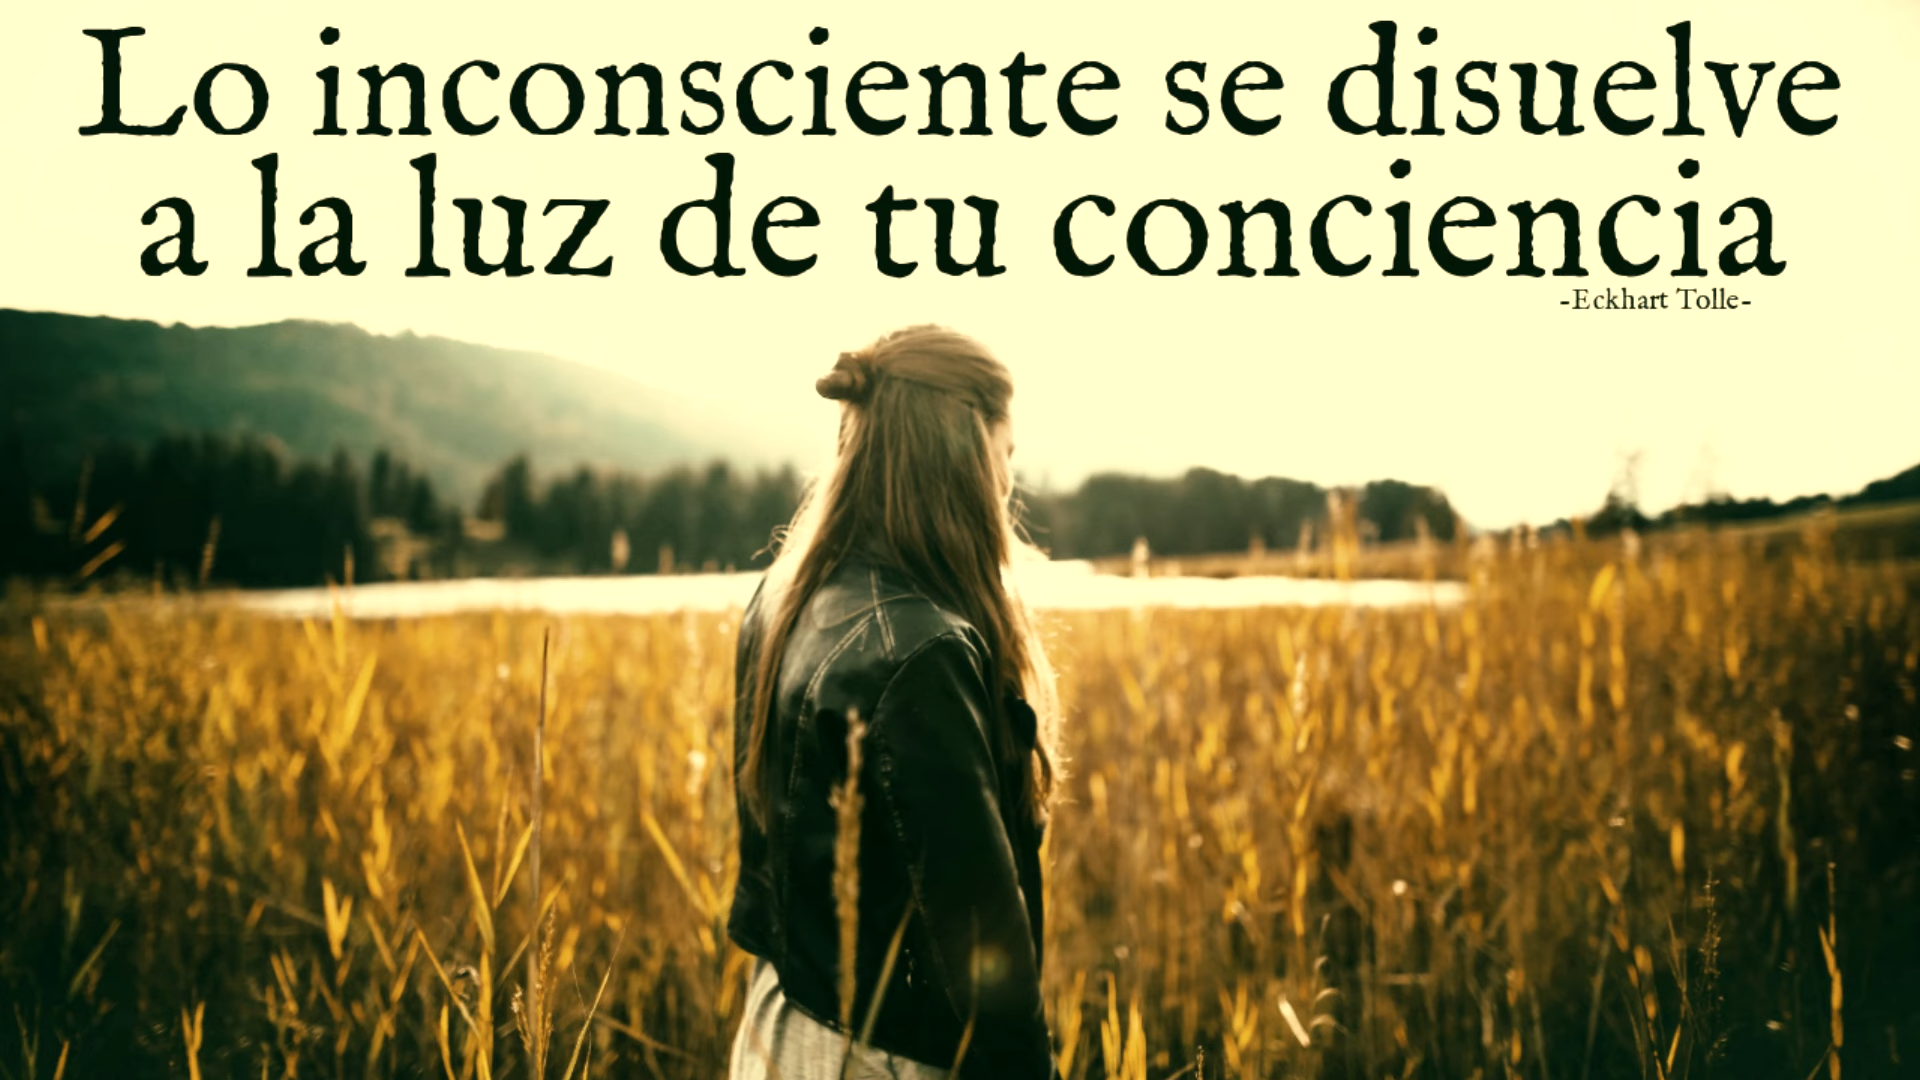 Lo inconsciente se disuelve
a la luz de tu conciencia
-Eckhart Tolle-